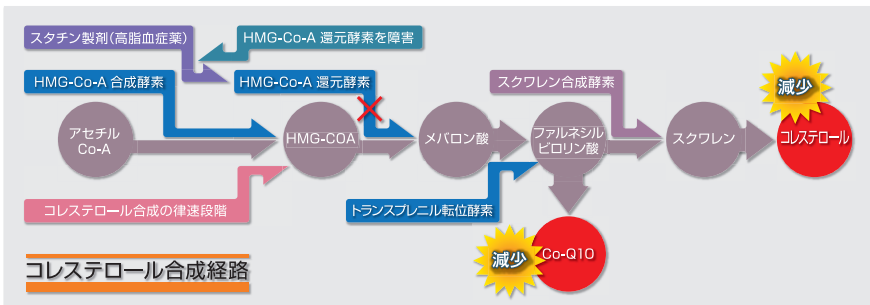 スタチン製剤(高脂血症薬)
HMG-Co-A 還元酵素を障害
HMG-Co-A 合成酵素
HMG-Co-A 還元酵素
スクワレン合成酵素
減少
アセチル
Co-A
HMG-COA
メバロン酸
ファルネシル
ピロリン酸
スクワレン
コレステロール
コレステロール合成の律速段階
トランスプレニル転位酵素
減少
Co-Q10
コレステロール合成経路